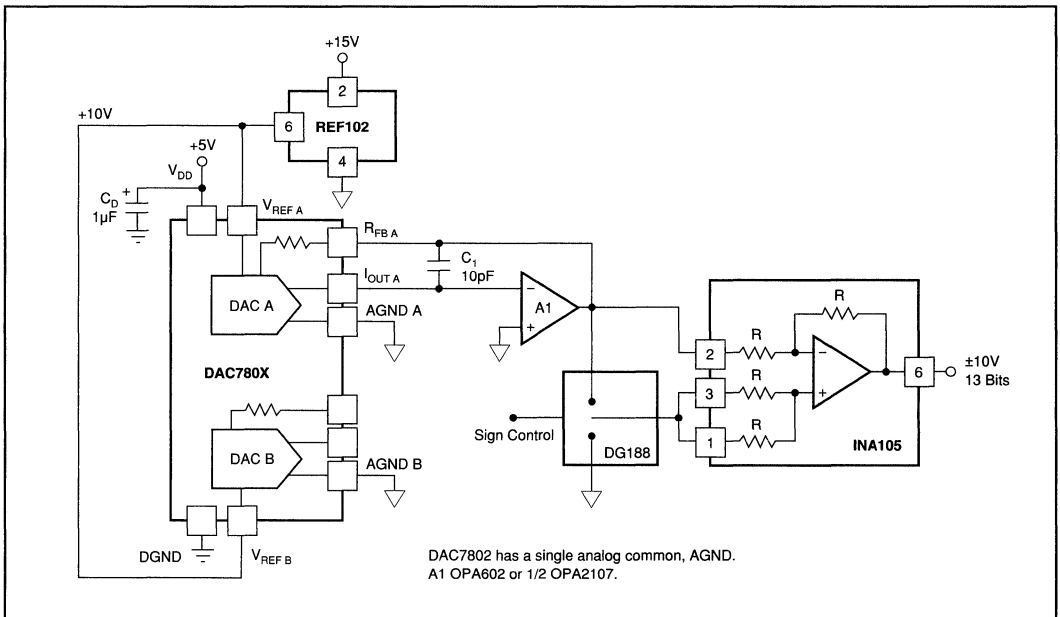 +15V
2
+10V
6
REF102
+5V
4
V_DD
C_D
+
1µF
V_REF A
R_FB A
C_1
10pF
I_OUT A
DAC A
AGND A
−
A1
+
R
2
R
−
3
R
+
6
±10V
13 Bits
DAC780X
Sign Control
1
R
DG188
INA105
DAC B
AGND B
DGND
V_REF B
DAC7802 has a single analog common, AGND.
A1 OPA602 or 1/2 OPA2107.